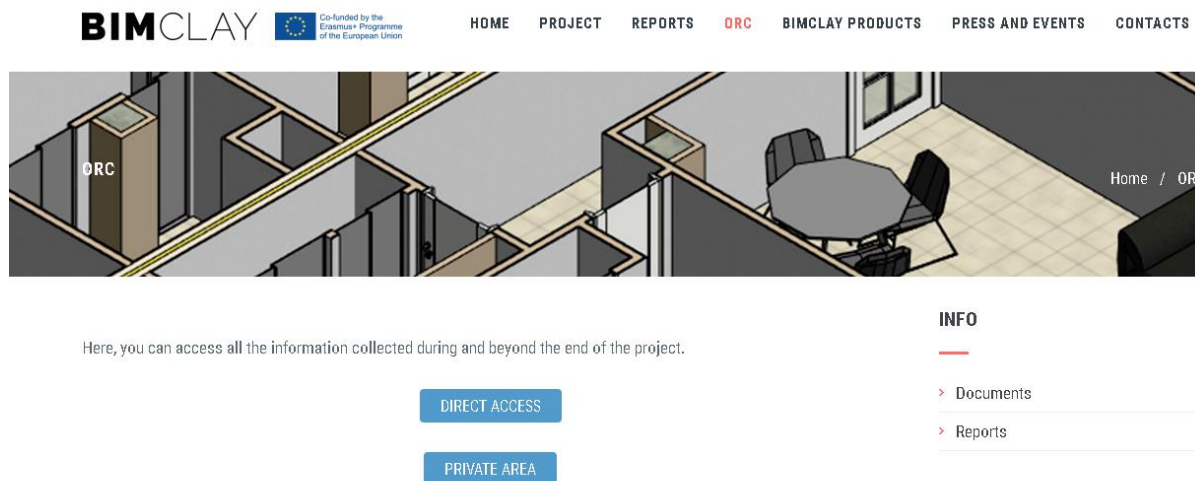 BIMCLAY
Co-funded by the
Erasmus+ Programme
of the European Union
HOME PROJECT REPORTS ORC BIMCLAY PRODUCTS PRESS AND EVENTS CONTACTS
ORC
Home / OR
Here, you can access all the information collected during and beyond the end of the project.
DIRECT ACCESS
PRIVATE AREA
INFO
> Documents
> Reports